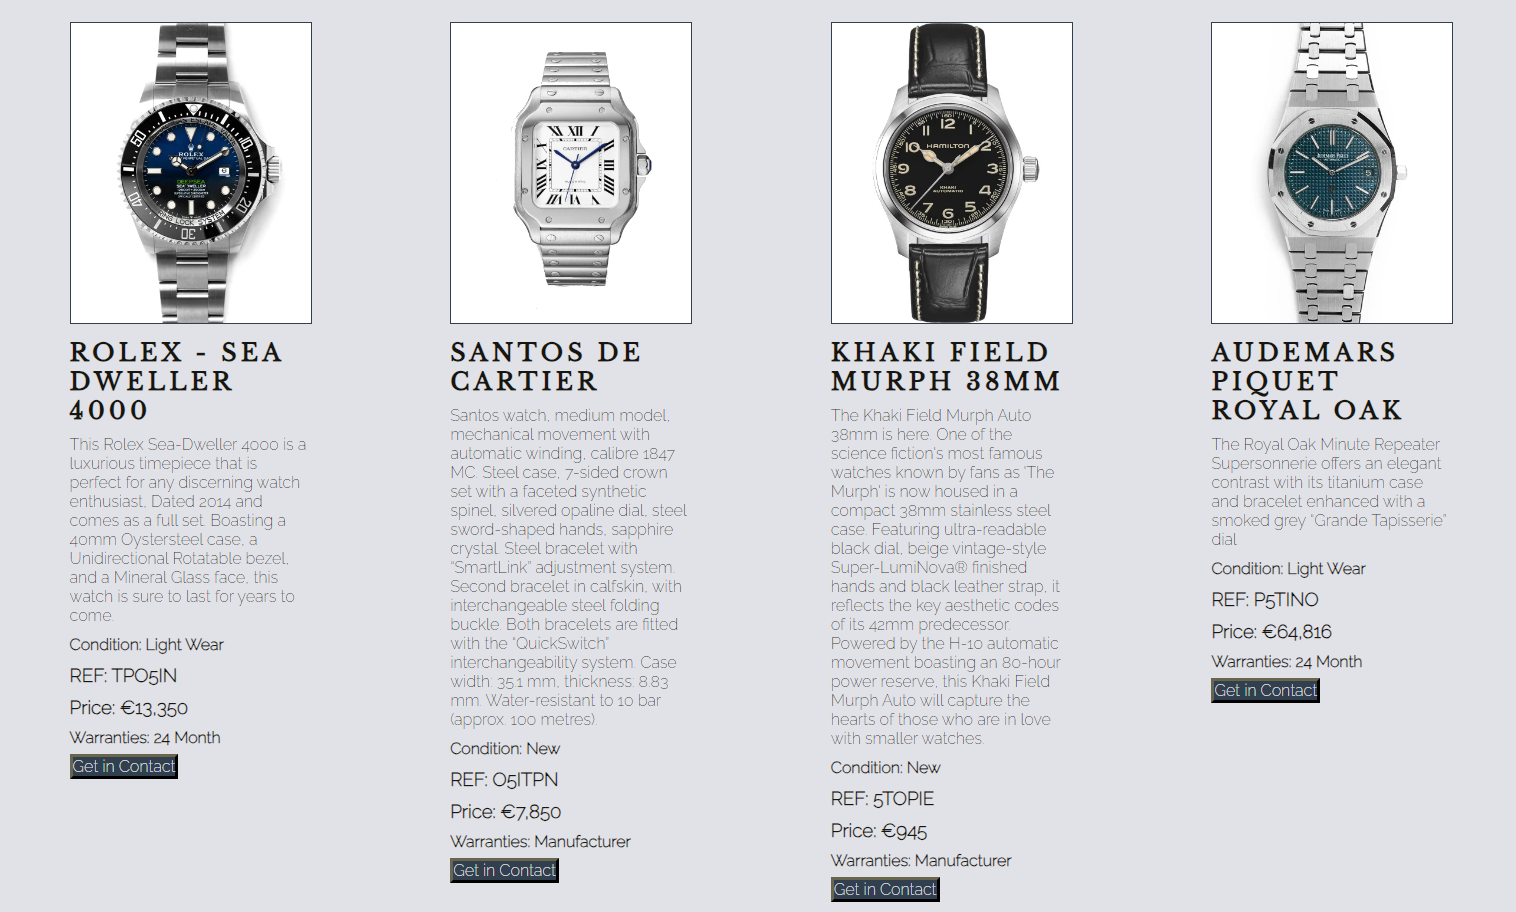 ROLEX
DEEPSEA
SEA-DWELLER
RING LOCK SYSTEM
CARTIER
HAMILTON
KHAKI
AUTOMATIC
AUDEMARS PIGUET
ROLEX - SEA
DWELLER
4000
This Rolex Sea-Dweller 4000 is a
luxurious timepiece that is
perfect for any discerning watch
enthusiast, Dated 2014 and
comes as a full set. Boasting a
40mm Oystersteel case, a
Unidirectional Rotatable bezel,
and a Mineral Glass face, this
watch is sure to last for years to
come.
Condition: Light Wear
REF: TPO5IN
Price: €13,350
Warranties: 24 Month
Get in Contact
SANTOS DE
CARTIER
Santos watch, medium model,
mechanical movement with
automatic winding, calibre 1847
MC. Steel case, 7-sided crown
set with a faceted synthetic
spinel, silvered opaline dial, steel
sword-shaped hands, sapphire
crystal. Steel bracelet with
“SmartLink” adjustment system.
Second bracelet in calfskin, with
interchangeable steel folding
buckle. Both bracelets are fitted
with the “QuickSwitch”
interchangeability system. Case
width: 35.1 mm, thickness: 8.83
mm. Water-resistant to 10 bar
(approx. 100 metres).
Condition: New
REF: O5ITPN
Price: €7,850
Warranties: Manufacturer
Get in Contact
KHAKI FIELD
MURPH 38MM
The Khaki Field Murph Auto
38mm is here. One of the
science fiction's most famous
watches known by fans as 'The
Murph' is now housed in a
compact 38mm stainless steel
case. Featuring ultra-readable
black dial, beige vintage-style
Super-LumiNova® finished
hands and black leather strap, it
reflects the key aesthetic codes
of its 42mm predecessor.
Powered by the H-10 automatic
movement boasting an 80-hour
power reserve, this Khaki Field
Murph Auto will capture the
hearts of those who are in love
with smaller watches.
Condition: New
REF: 5TOPIE
Price: €945
Warranties: Manufacturer
Get in Contact
AUDEMARS
PIQUET
ROYAL OAK
The Royal Oak Minute Repeater
Supersonnerie offers an elegant
contrast with its titanium case
and bracelet enhanced with a
smoked grey “Grande Tapisserie”
dial
Condition: Light Wear
REF: P5TINO
Price: €64,816
Warranties: 24 Month
Get in Contact